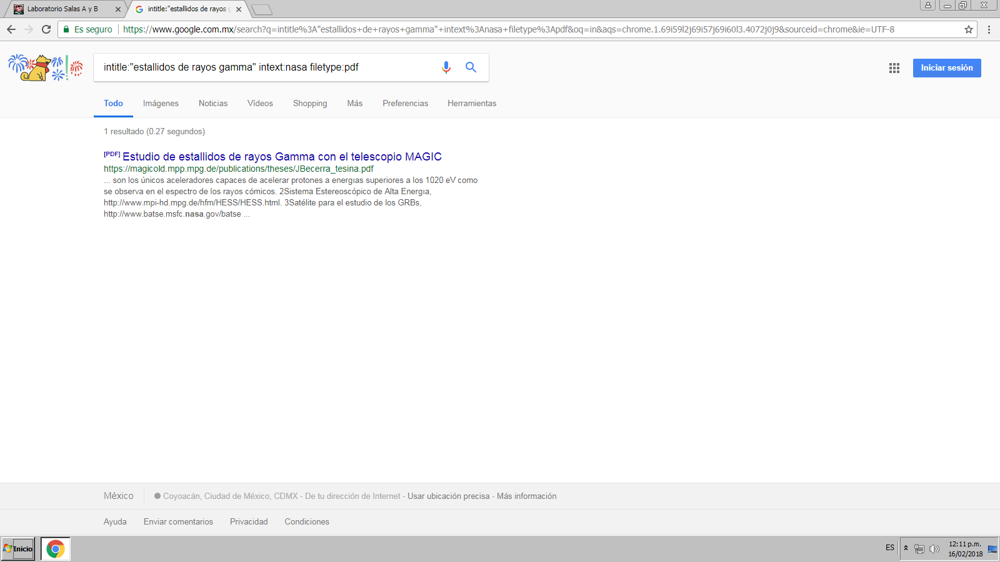 Laboratorio Salas A y B
intitle:"estallidos de rayos g
Es seguro
https://www.google.com.mx/search?q=intitle%3A"estallidos+de+rayos+gamma"+intext%3Anasa+filetype%3Apdf&oq=in&aqs=chrome.1.69i59l2j69i57j69i60l3.4072j0j9&sourceid=chrome&ie=UTF-8
intitle:"estallidos de rayos gamma" intext:nasa filetype:pdf
Iniciar sesión
Todo Imágenes Noticias Vídeos Shopping Más Preferencias Herramientas
1 resultado (0.27 segundos)
[PDF] Estudio de estallidos de rayos Gamma con el telescopio MAGIC
https://magicold.mpp.mpg.de/publications/theses/JBecerra_tesina.pdf
... son los únicos aceleradores capaces de acelerar protones a energıas superiores a los 1020 eV como
se observa en el espectro de los rayos cómicos. 2Sistema Estereoscópico de Alta Energıa,
http://www.mpi-hd.mpg.de/hfm/HESS/HESS.html. 3Satélite para el estudio de los GRBs,
http://www.batse.msfc.nasa.gov/batse ...
México
Coyoacán, Ciudad de México, CDMX - De tu dirección de Internet - Usar ubicación precisa - Más información
Ayuda Enviar comentarios Privacidad Condiciones
Inicio
ES
12:11 p.m.
16/02/2018